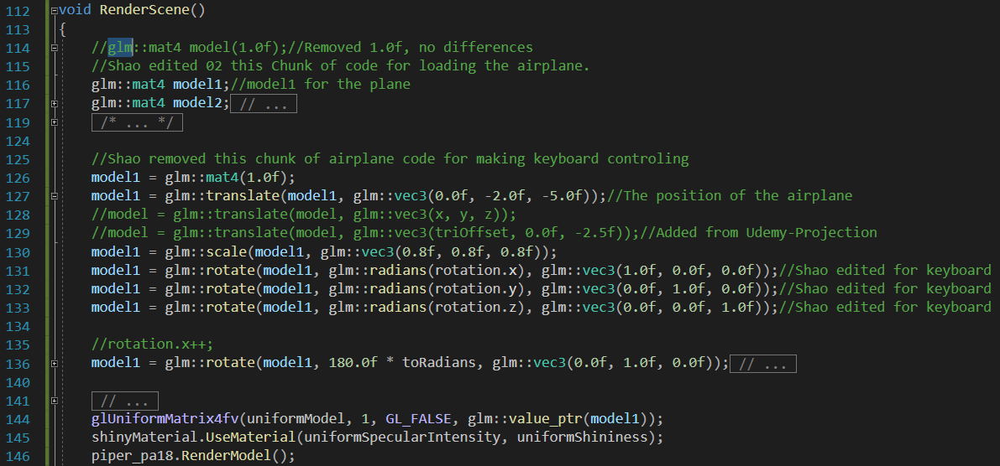 112 void RenderScene()
113 {
114 //glm::mat4 model(1.0f);//Removed 1.0f, no differences
115 //Shao edited 02 this Chunk of code for loading the airplane.
116 glm::mat4 model1;//model1 for the plane
117 glm::mat4 model2; // ...
119 /* ... */
124
125 //Shao removed this chunk of airplane code for making keyboard controling
126 model1 = glm::mat4(1.0f);
127 model1 = glm::translate(model1, glm::vec3(0.0f, -2.0f, -5.0f));//The position of the airplane
128 //model = glm::translate(model, glm::vec3(x, y, z));
129 //model = glm::translate(model, glm::vec3(triOffset, 0.0f, -2.5f));//Added from Udemy-Projection
130 model1 = glm::scale(model1, glm::vec3(0.8f, 0.8f, 0.8f));
131 model1 = glm::rotate(model1, glm::radians(rotation.x), glm::vec3(1.0f, 0.0f, 0.0f));//Shao edited for keyboard
132 model1 = glm::rotate(model1, glm::radians(rotation.y), glm::vec3(0.0f, 1.0f, 0.0f));//Shao edited for keyboard
133 model1 = glm::rotate(model1, glm::radians(rotation.z), glm::vec3(0.0f, 0.0f, 1.0f));//Shao edited for keyboard
134
135 //rotation.x++;
136 model1 = glm::rotate(model1, 180.0f * toRadians, glm::vec3(0.0f, 1.0f, 0.0f)); // ...
140
141 // ...
144 glUniformMatrix4fv(uniformModel, 1, GL_FALSE, glm::value_ptr(model1));
145 shinyMaterial.UseMaterial(uniformSpecularIntensity, uniformShininess);
146 piper_pa18.RenderModel();